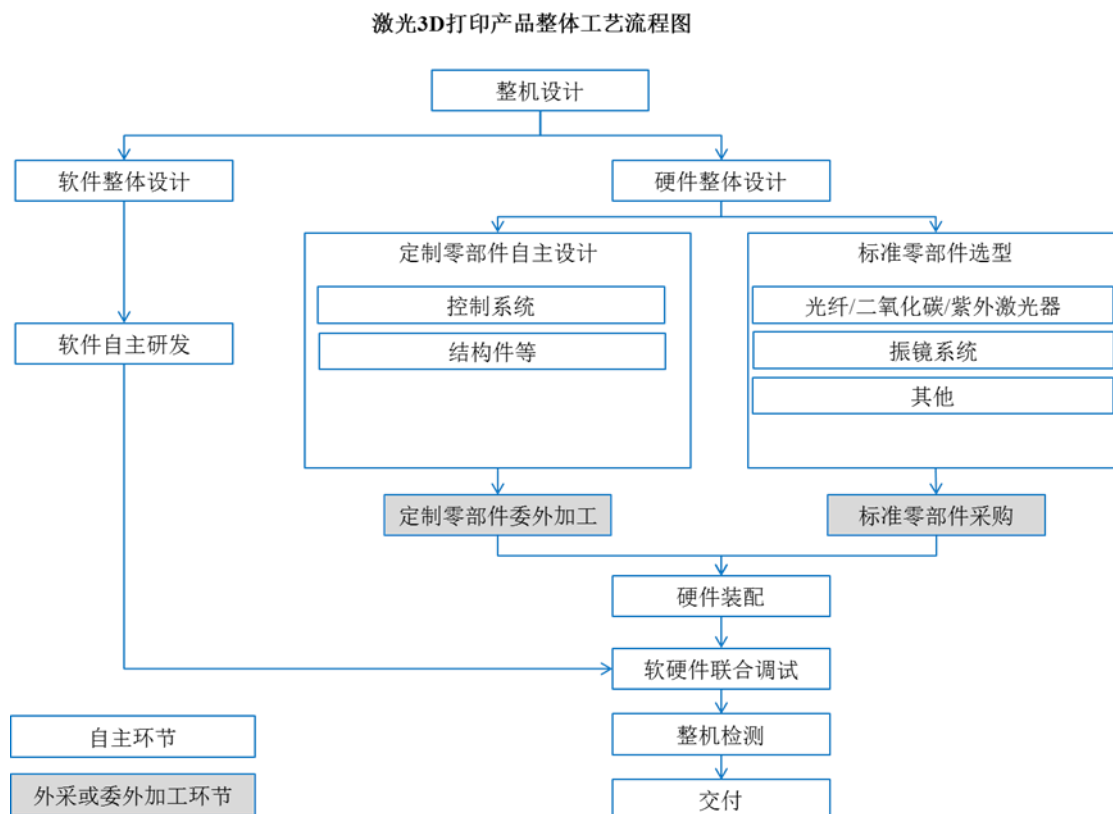 激光3D打印产品整体工艺流程图
整机设计
软件整体设计
硬件整体设计
定制零部件自主设计
标准零部件选型
控制系统
光纤/二氧化碳/紫外激光器
软件自主研发
结构件等
振镜系统
其他
定制零部件委外加工
标准零部件采购
硬件装配
软硬件联合调试
自主环节
整机检测
外采或委外加工环节
交付